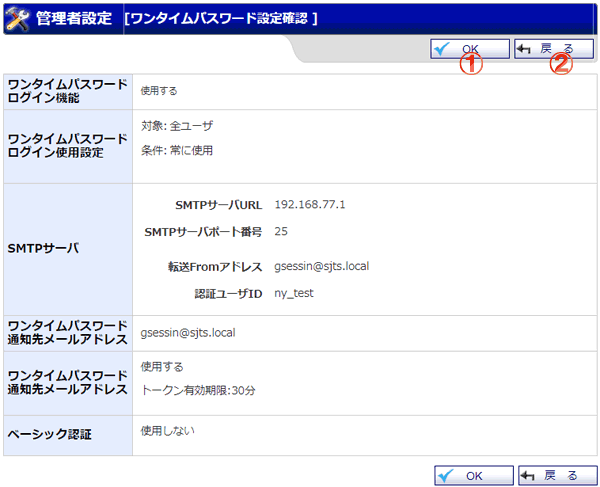 管理者設定 [ワンタイムパスワード設定確認 ]
OK 戻 る
① ②
ワンタイムパスワード
ログイン機能
使用する
ワンタイムパスワード
ログイン使用設定
対象: 全ユーザ
条件: 常に使用
SMTPサーバ
SMTPサーバURL 192.168.77.1
SMTPサーバポート番号 25
転送Fromアドレス gsessin@sjts.local
認証ユーザID ny_test
ワンタイムパスワード
通知先メールアドレス
gsessin@sjts.local
ワンタイムパスワード
通知先メールアドレス
使用する
トークン有効期限:30分
ベーシック認証 使用しない
OK 戻 る